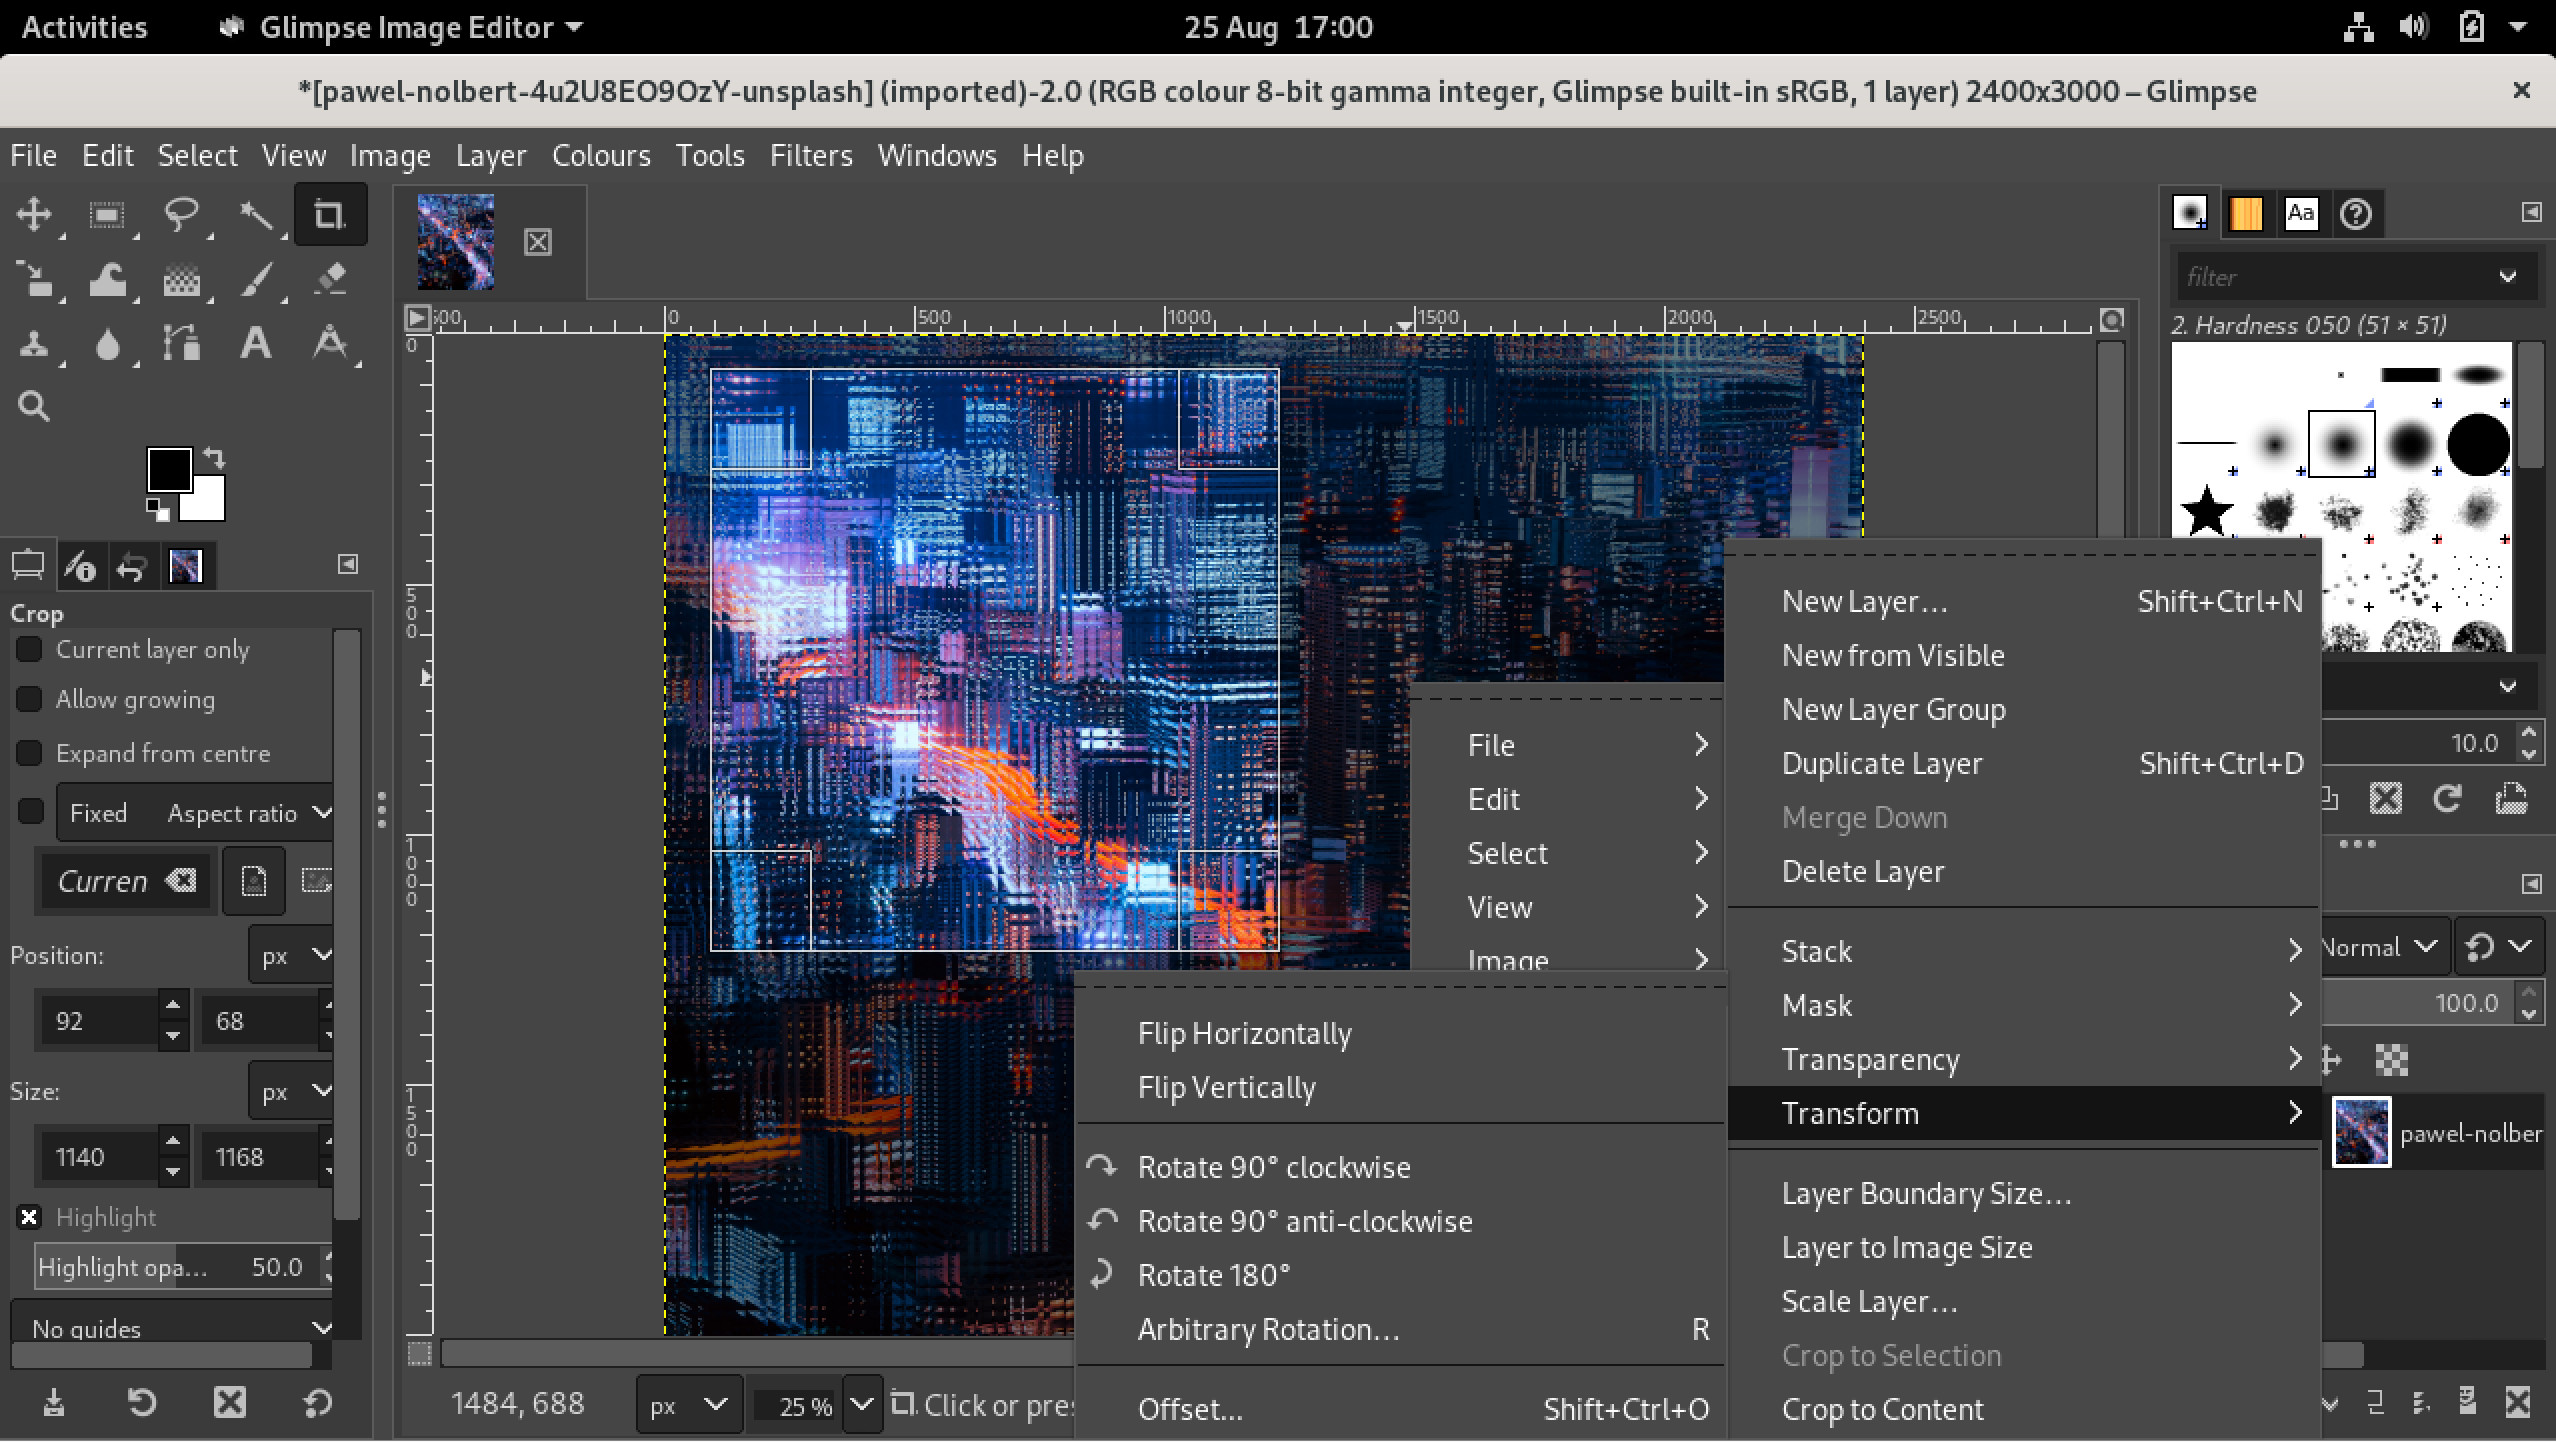 Activities
Glimpse Image Editor
25 Aug 17:00
*[pawel-nolbert-4u2U8EO9OzY-unsplash] (imported)-2.0 (RGB colour 8-bit gamma integer, Glimpse built-in sRGB, 1 layer) 2400x3000 – Glimpse
File Edit Select View Image Layer Colours Tools Filters Windows Help
Aa
filter
2. Hardness 050 (51 × 51)
0 500 1000 1500 2000 2500
0
500
1000
1500
Crop
Current layer only
Allow growing
Expand from centre
Fixed Aspect ratio
Curren
Position: px
92 68
Size: px
1140 1168
Highlight
Highlight opa... 50.0
No guides
1484, 688 px 25 % Click or pre
File
Edit
Select
View
Image
Flip Horizontally
Flip Vertically
Rotate 90° clockwise
Rotate 90° anti-clockwise
Rotate 180°
Arbitrary Rotation... R
Offset... Shift+Ctrl+O
New Layer... Shift+Ctrl+N
New from Visible
New Layer Group
Duplicate Layer Shift+Ctrl+D
Merge Down
Delete Layer
Stack
Mask
Transparency
Transform
Layer Boundary Size...
Layer to Image Size
Scale Layer...
Crop to Selection
Crop to Content
10.0
Normal
100.0
pawel-nolber